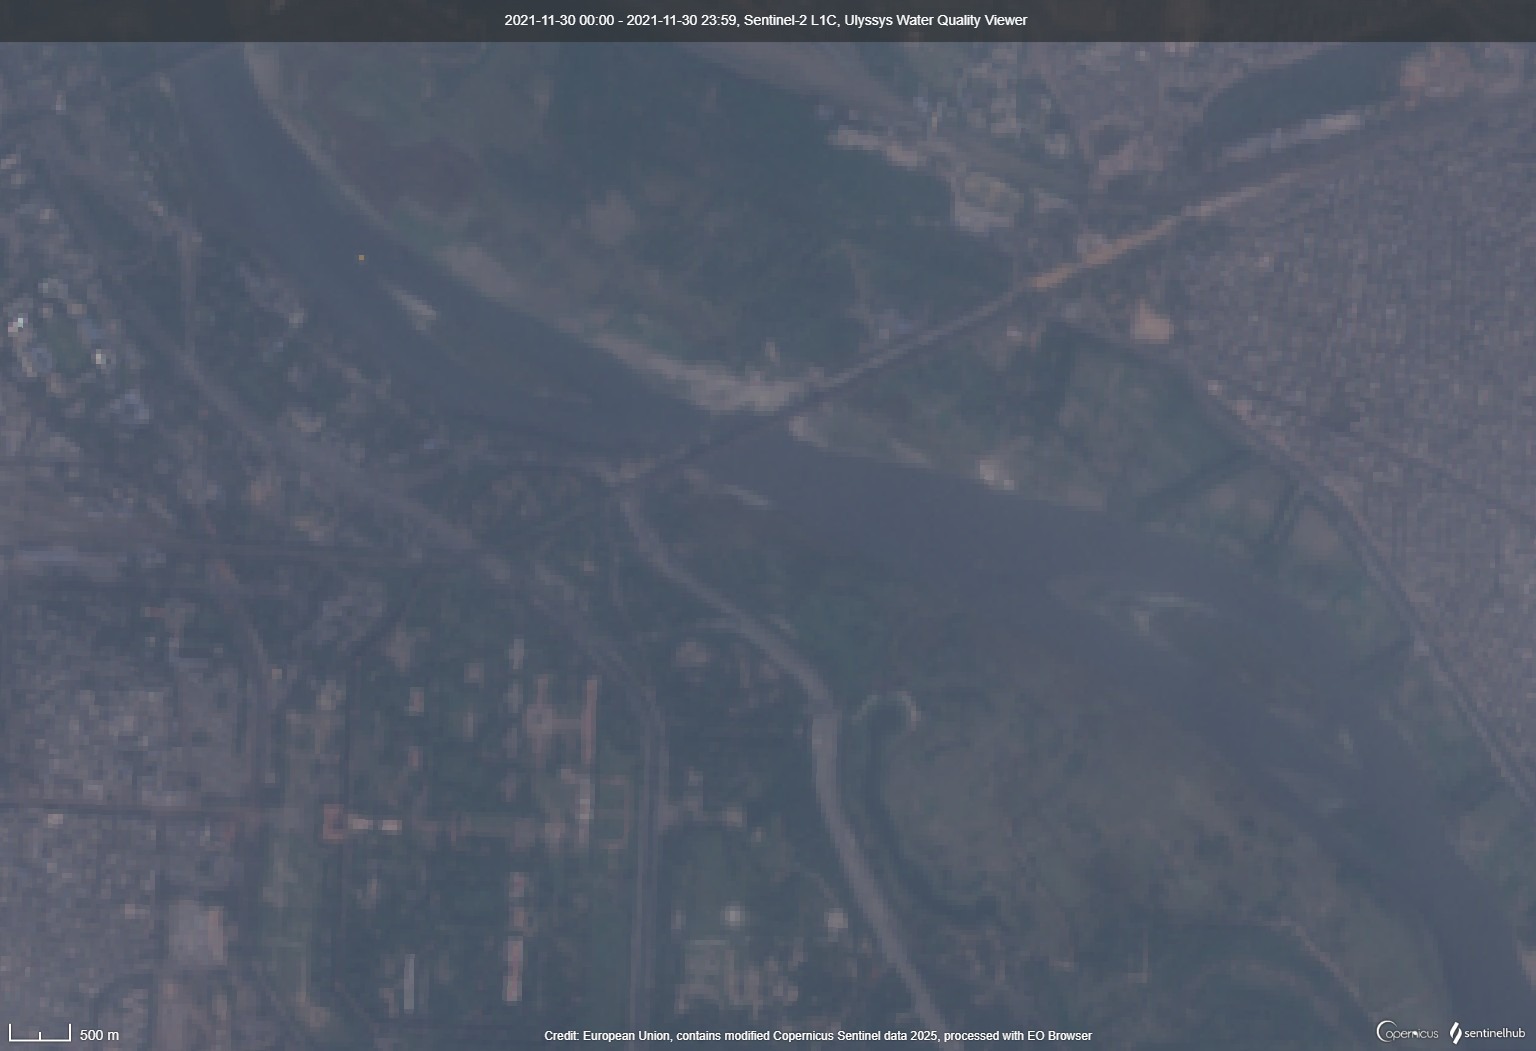 2021-11-30 00:00 - 2021-11-30 23:59, Sentinel-2 L1C, Ulyssys Water Quality Viewer
500 m
Credit: European Union, contains modified Copernicus Sentinel data 2025, processed with EO Browser
Copernicus
sentinelhub